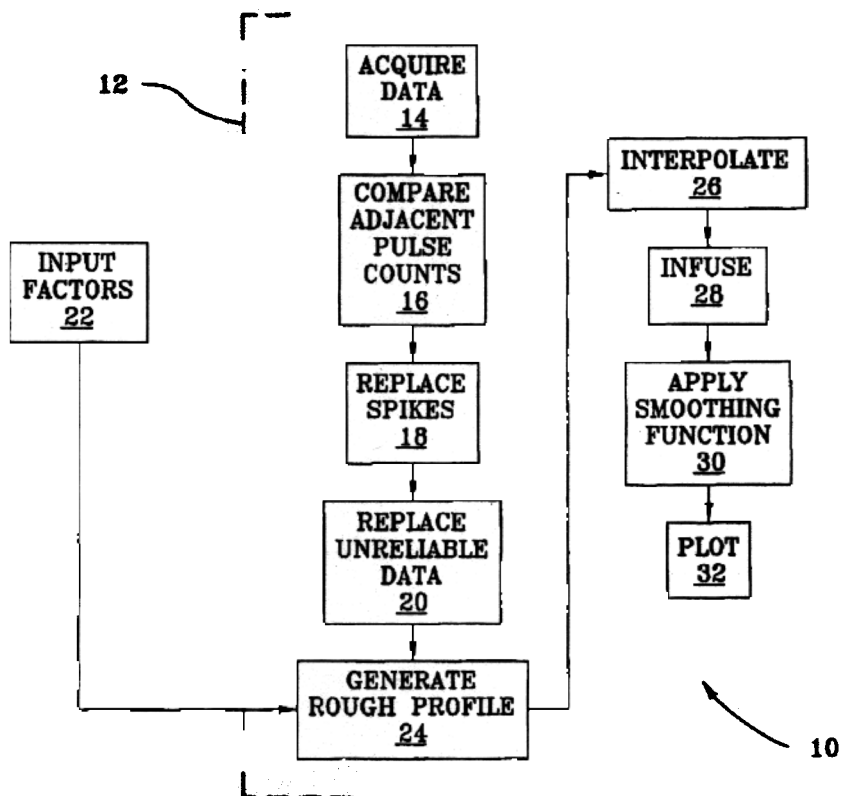 12
ACQUIRE
DATA
14
COMPARE
ADJACENT
PULSE
COUNTS
16
REPLACE
SPIKES
18
REPLACE
UNRELIABLE
DATA
20
INPUT
FACTORS
22
GENERATE
ROUGH PROFILE
24
INTERPOLATE
26
INFUSE
28
APPLY
SMOOTHING
FUNCTION
30
PLOT
32
10